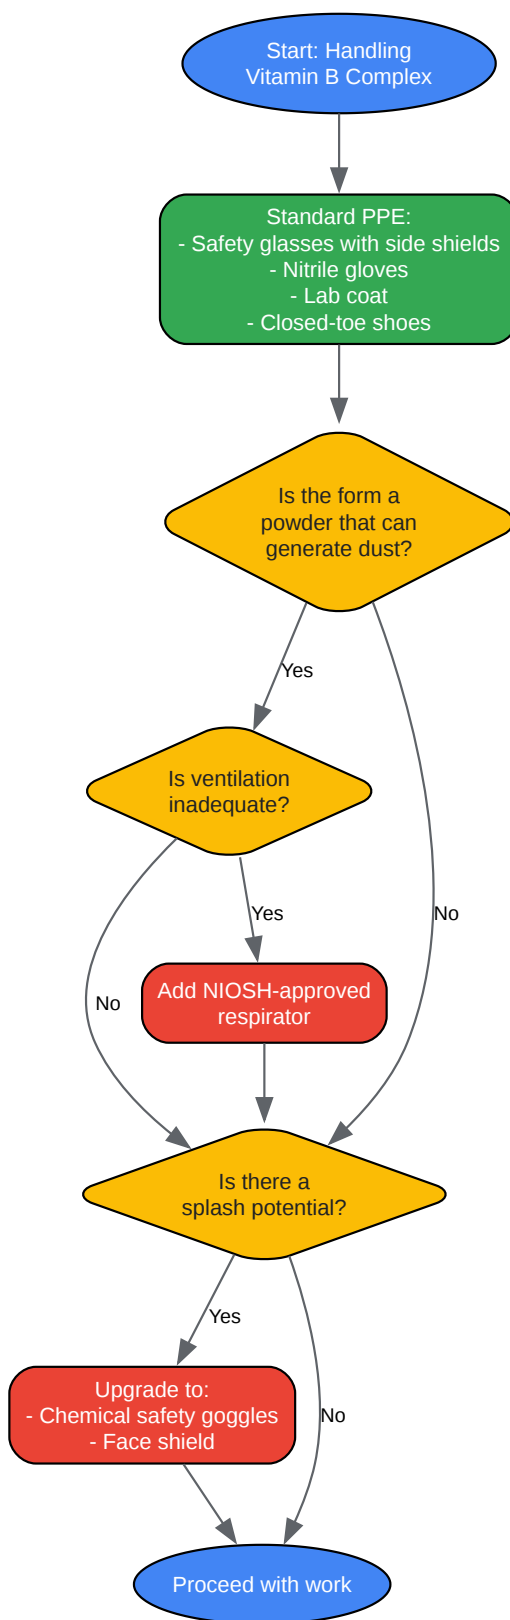 Start: Handling
Vitamin B Complex
Standard PPE:
- Safety glasses with side shields
- Nitrile gloves
- Lab coat
- Closed-toe shoes
Is the form a
powder that can
generate dust?
Yes
Is ventilation
inadequate?
Yes
No
No
Add NIOSH-approved
respirator
Is there a
splash potential?
Yes
Upgrade to:
- Chemical safety goggles
- Face shield
No
Proceed with work